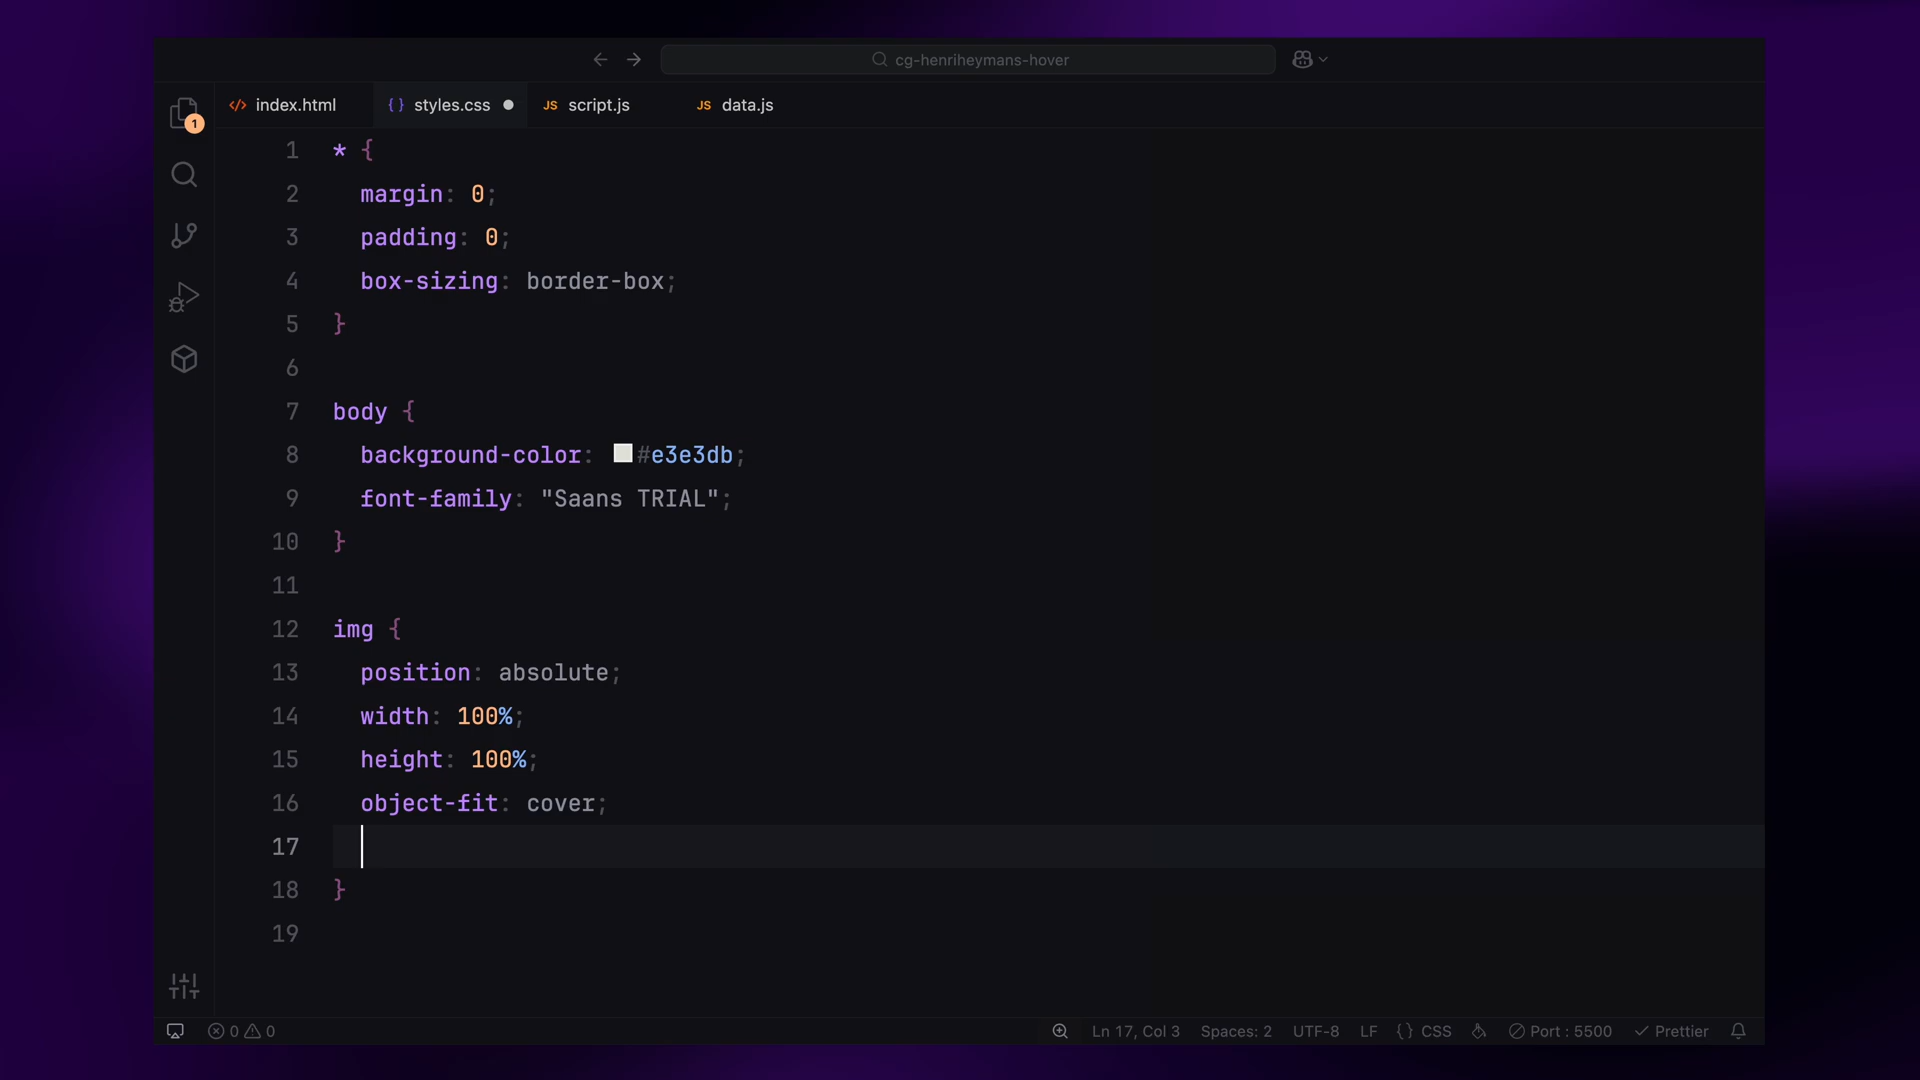 cg-henriheymans-hover
</> index.html
{ } styles.css
JS script.js
JS data.js
1
1 * {
2 margin: 0;
3 padding: 0;
4 box-sizing: border-box;
5 }
6
7 body {
8 background-color: #e3e3db;
9 font-family: "Saans TRIAL";
10 }
11
12 img {
13 position: absolute;
14 width: 100%;
15 height: 100%;
16 object-fit: cover;
17
18 }
19
0 0 Ln 17, Col 3 Spaces: 2 UTF-8 LF { } CSS Port : 5500 Prettier